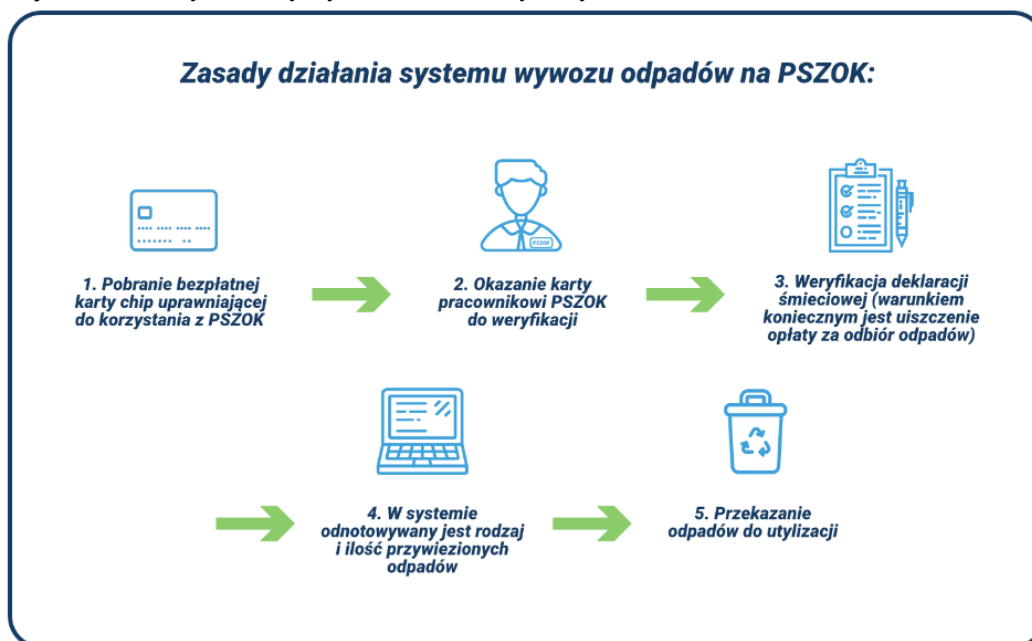 Zasady działania systemu wywozu odpadów na PSZOK:
PSZOK
1. Pobranie bezpłatnej
karty chip uprawniającej
do korzystania z PSZOK
2. Okazanie karty
pracownikowi PSZOK
do weryfikacji
3. Weryfikacja deklaracji
śmieciowej (warunkiem
koniecznym jest uiszczenie
opłaty za odbiór odpadów)
4. W systemie
odnotowywany jest rodzaj
i ilość przywiezionych
odpadów
5. Przekazanie
odpadów do utylizacji